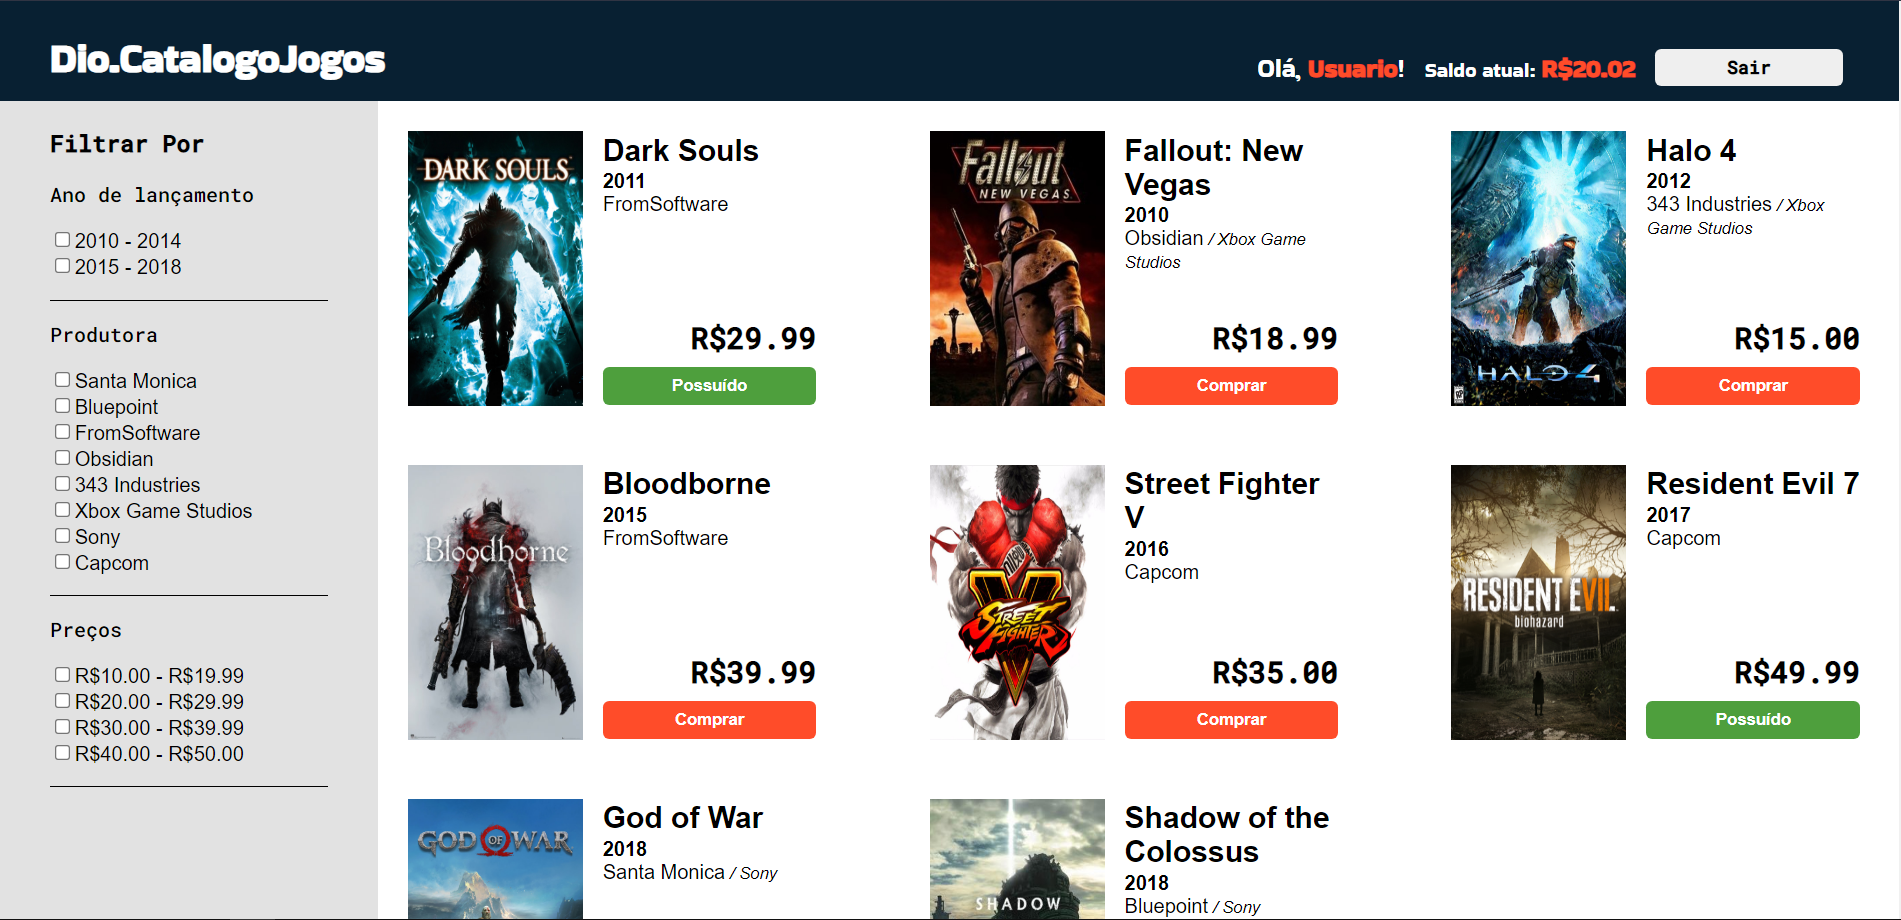 Dio.CatalogoJogos
Olá, Usuario! Saldo atual: R$20.02 Sair
Filtrar Por
Ano de lançamento
2010 - 2014
2015 - 2018
Produtora
Santa Monica
Bluepoint
FromSoftware
Obsidian
343 Industries
Xbox Game Studios
Sony
Capcom
Preços
R$10.00 - R$19.99
R$20.00 - R$29.99
R$30.00 - R$39.99
R$40.00 - R$50.00
DARK SOULS
Dark Souls
2011
FromSoftware
R$29.99
Possuído
Fallout
NEW VEGAS
Fallout: New
Vegas
2010
Obsidian / Xbox Game
Studios
R$18.99
Comprar
HALO 4
Halo 4
2012
343 Industries / Xbox
Game Studios
R$15.00
Comprar
Bloodborne
Bloodborne
2015
FromSoftware
R$39.99
Comprar
V
STREET
FIGHTER
Street Fighter
V
2016
Capcom
R$35.00
Comprar
RESIDENT EVIL
biohazard
Resident Evil 7
2017
Capcom
R$49.99
Possuído
GOD OF WAR
God of War
2018
Santa Monica / Sony
SHADOW
Shadow of the
Colossus
2018
Bluepoint / Sony